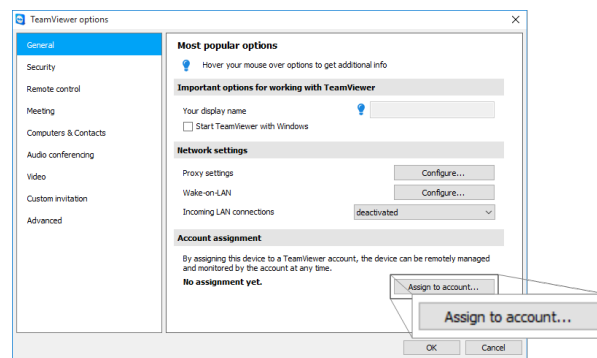 TeamViewer options
General
Security
Remote control
Meeting
Computers & Contacts
Audio conferencing
Video
Custom invitation
Advanced
Most popular options
Hover your mouse over options to get additional info
Important options for working with TeamViewer
Your display name
Start TeamViewer with Windows
Network settings
Proxy settings
Configure...
Wake-on-LAN
Configure...
Incoming LAN connections
deactivated
Account assignment
By assigning this device to a TeamViewer account, the device can be remotely managed
and monitored by the account at any time.
No assignment yet.
Assign to account...
Assign to account...
OK
Cancel